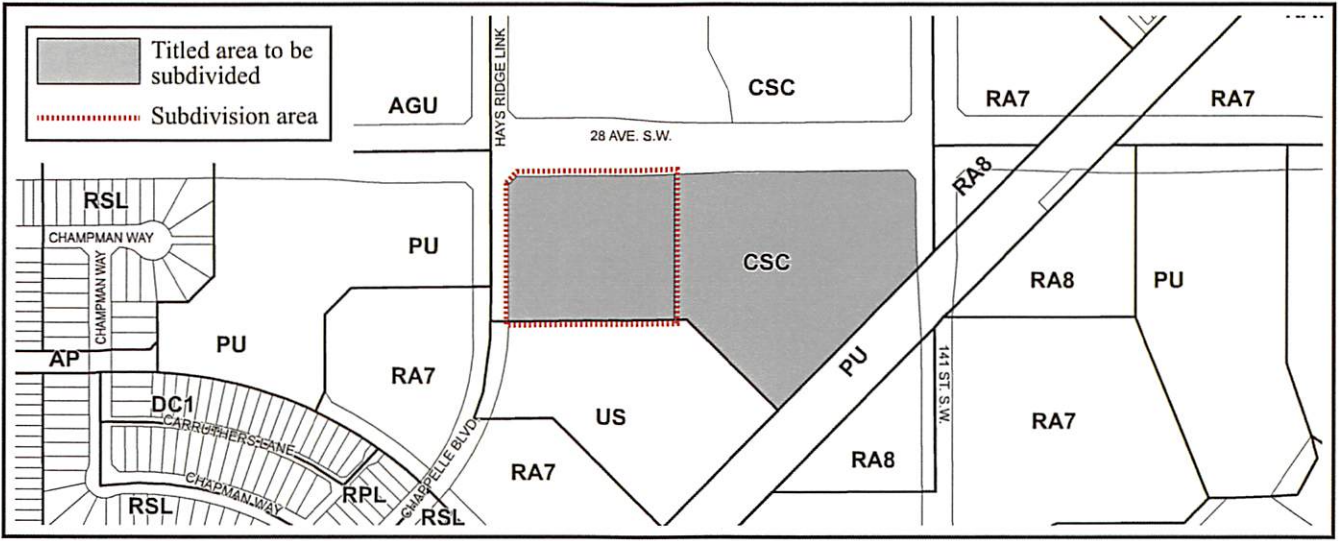 Titled area to be
subdivided
Subdivision area
HAYS RIDGE LINK
AGU
CSC
RA7
RA7
28 AVE. S.W.
RSL
CHAMPMAN WAY
CHAMPMAN WAY
PU
CSC
RA8
RA8
PU
AP
PU
RA7
PU
141 ST. S.W.
DC1
CARRUTHERS LANE
US
RA7
CHAPPELLE BLVD.
RA7
RA8
CHAPMAN WAY
RPL
RSL
RSL